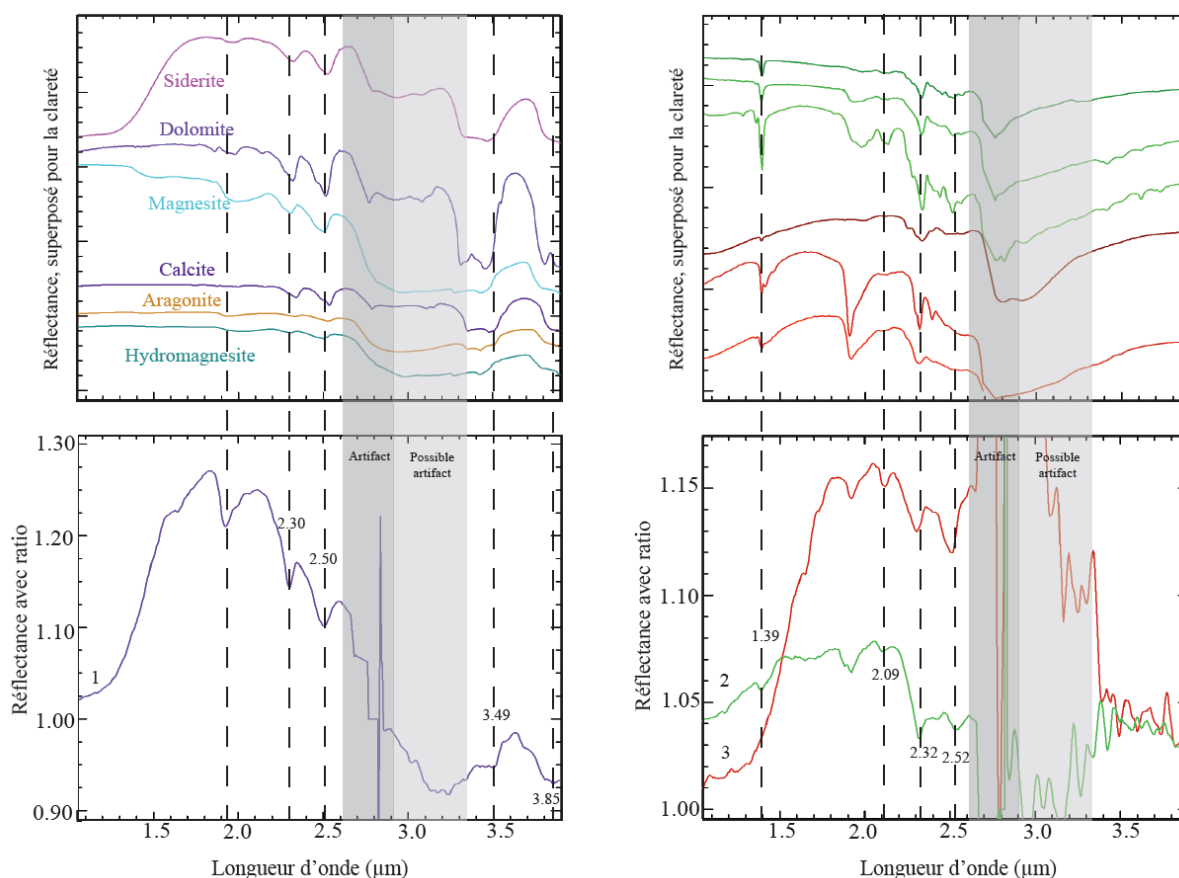 Réflectance, superposé pour la clareté
Siderite
Dolomite
Magnesite
Calcite
Aragonite
Hydromagnesite
Réflectance, superposé pour la clareté
Réflectance avec ratio
1.30
1.20
1.10
1.00
0.90
Artifact
Possible
artifact
2.30
2.50
1
3.49
3.85
1.5
2.0
2.5
3.0
3.5
Longueur d’onde (µm)
Réflectance avec ratio
1.15
1.10
1.05
1.00
Artifact
Possible
artifact
1.39
2
2.09
3
2.32
2.52
1.5
2.0
2.5
3.0
3.5
Longueur d’onde (µm)